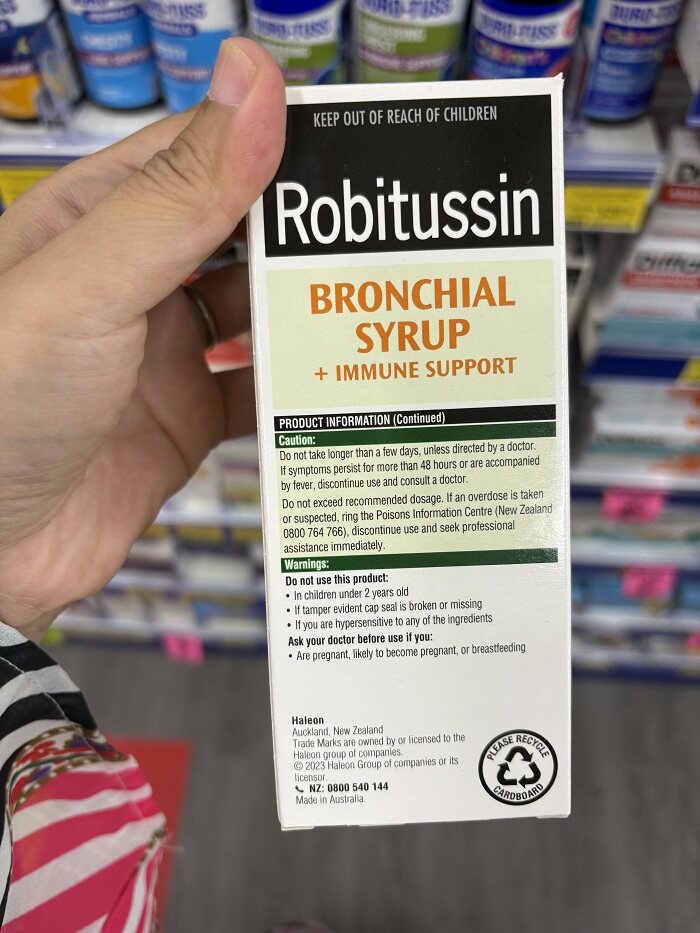 KEEP OUT OF REACH OF CHILDREN
Robitussin
BRONCHIAL
SYRUP
+ IMMUNE SUPPORT
PRODUCT INFORMATION (Continued)
Caution:
Do not take longer than a few days, unless directed by a doctor.
If symptoms persist for more than 48 hours or are accompanied
by fever, discontinue use and consult a doctor.
Do not exceed recommended dosage. If an overdose is taken
or suspected, ring the Poisons Information Centre (New Zealand
0800 764 766), discontinue use and seek professional
assistance immediately.
Warnings:
Do not use this product:
• In children under 2 years old
• If tamper evident cap seal is broken or missing
• If you are hypersensitive to any of the ingredients
Ask your doctor before use if you:
• Are pregnant, likely to become pregnant, or breastfeeding
Haleon
Auckland, New Zealand
Trade Marks are owned by or licensed to the
Haleon group of companies.
© 2023 Haleon Group of companies or its
licensor.
NZ: 0800 540 144
Made in Australia.
PLEASE RECYCLE
CARDBOARD